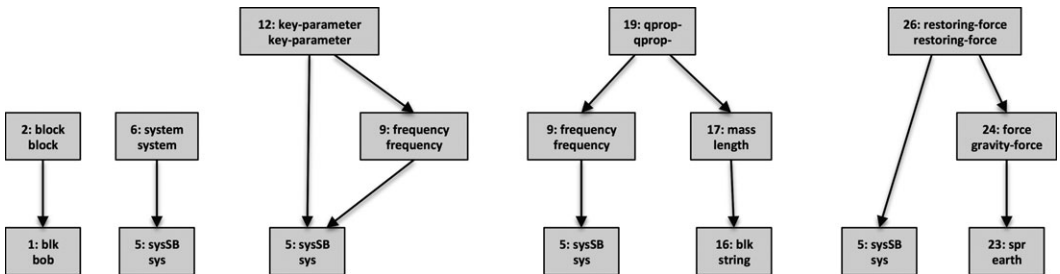 12: key-parameter
key-parameter
19: qprop-
qprop-
26: restoring-force
restoring-force
2: block
block
6: system
system
9: frequency
frequency
9: frequency
frequency
17: mass
length
24: force
gravity-force
1: blk
bob
5: sysSB
sys
5: sysSB
sys
5: sysSB
sys
16: blk
string
5: sysSB
sys
23: spr
earth